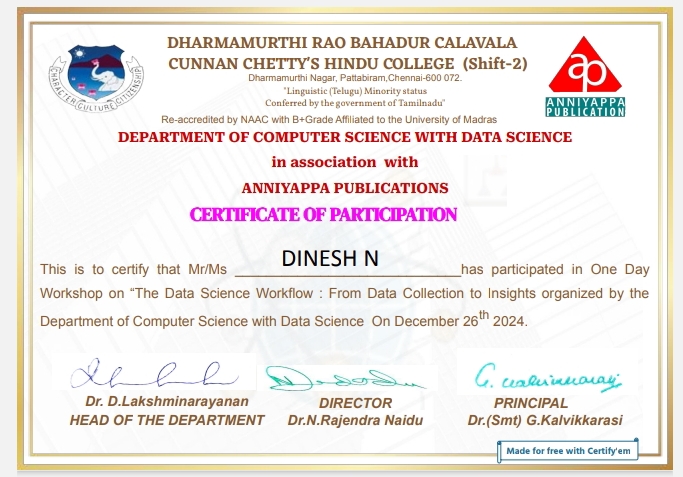 DHARMAMURTHI RAO BAHADUR CALAVALA
CUNNAN CHETTY'S HINDU COLLEGE (Shift-2)
Dharmamurthi Nagar, Pattabiram,Chennai-600 072.
"Linguistic (Telugu) Minority status
Conferred by the government of Tamilnadu"
Re-accredited by NAAC with B+Grade Affiliated to the University of Madras
CHARACTER CULTURE CITIZENSHIP
ap
ANNIYAPPA
PUBLICATION
DEPARTMENT OF COMPUTER SCIENCE WITH DATA SCIENCE
in association with
ANNIYAPPA PUBLICATIONS
CERTIFICATE OF PARTICIPATION
DINESH N
This is to certify that Mr/Ms has participated in One Day
Workshop on “The Data Science Workflow : From Data Collection to Insights organized by the
Department of Computer Science with Data Science On December 26th 2024.
Dr. D.Lakshminarayanan
HEAD OF THE DEPARTMENT
DIRECTOR
Dr.N.Rajendra Naidu
G. Kalvikkarasi
PRINCIPAL
Dr.(Smt) G.Kalvikkarasi
Made for free with Certify'em